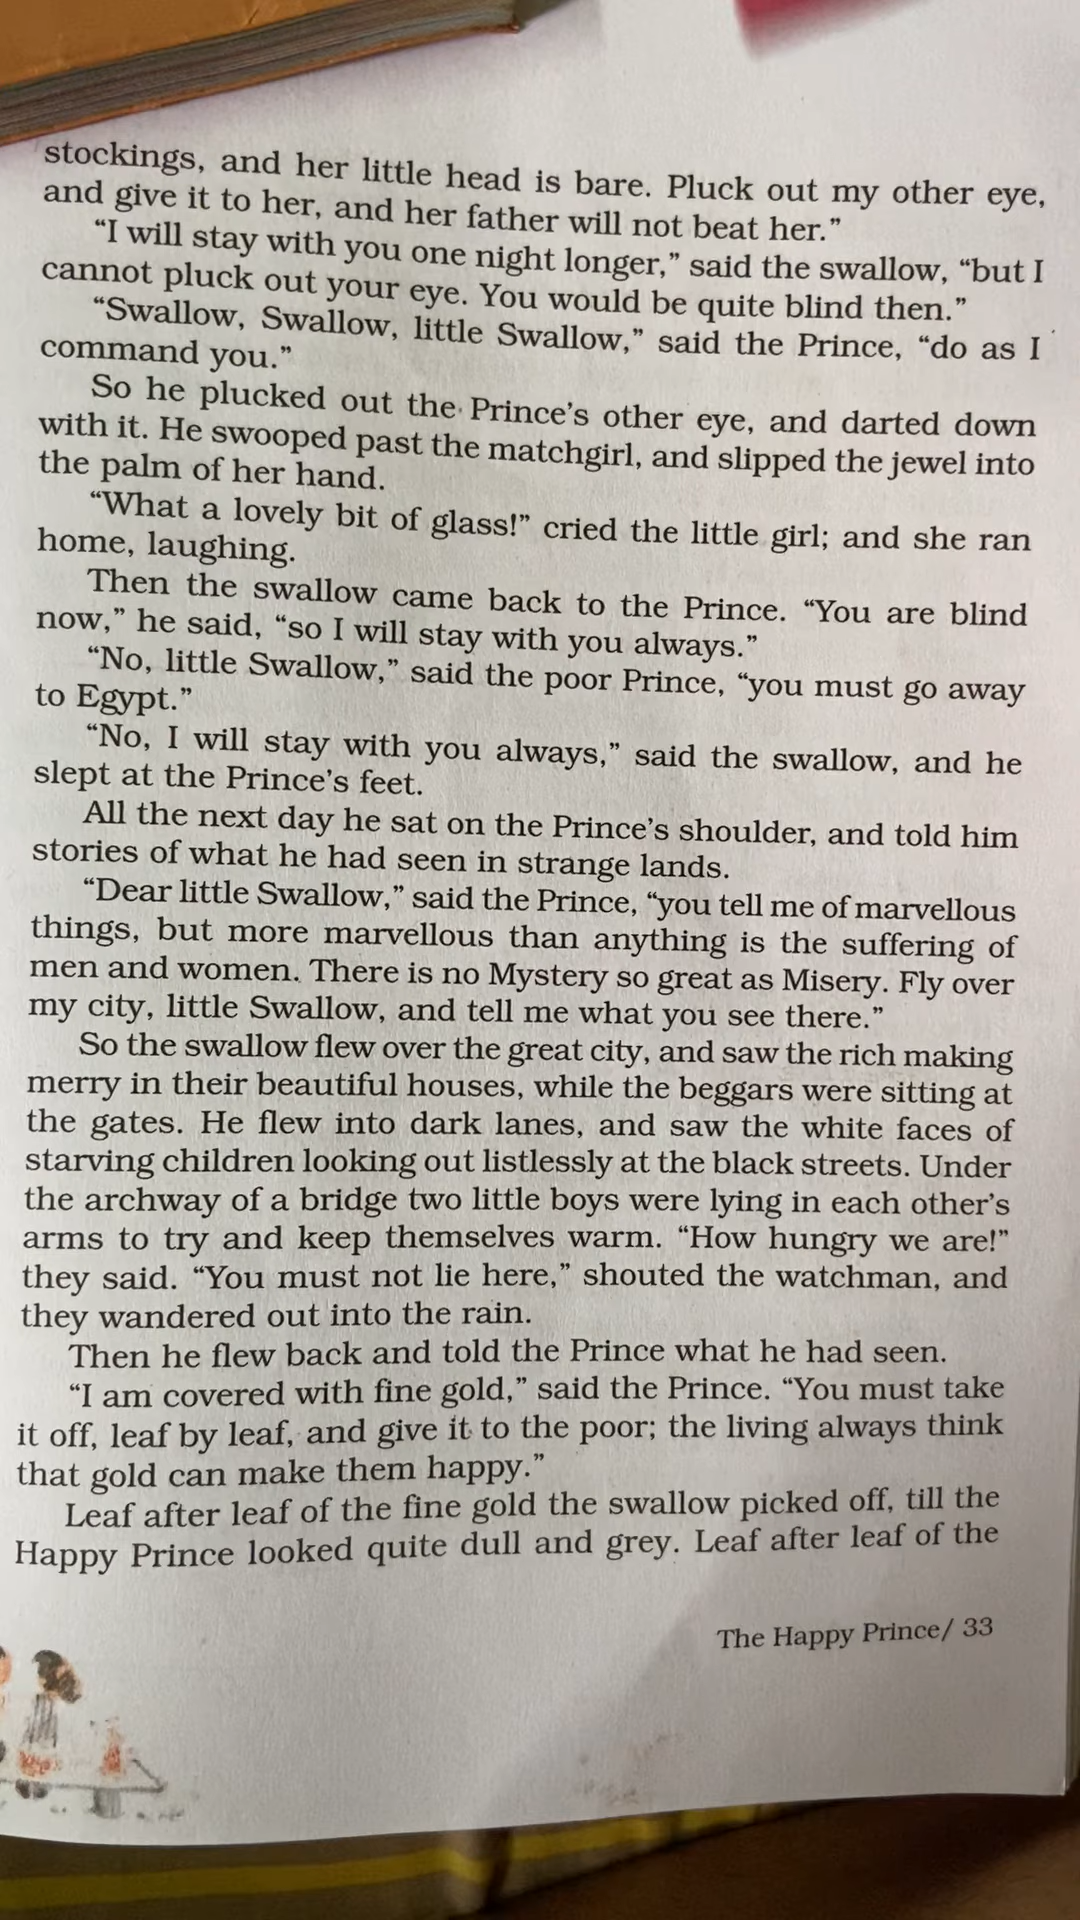 stockings, and her little head is bare. Pluck out my other eye,
and give it to her, and her father will not beat her.”
“I will stay with you one night longer,” said the swallow, “but I
cannot pluck out your eye. You would be quite blind then.”
“Swallow, Swallow, little Swallow,” said the Prince, “do as I
command you.”
So he plucked out the Prince’s other eye, and darted down
with it. He swooped past the matchgirl, and slipped the jewel into
the palm of her hand.
“What a lovely bit of glass!” cried the little girl; and she ran
home, laughing.
Then the swallow came back to the Prince. “You are blind
now,” he said, “so I will stay with you always.”
“No, little Swallow,” said the poor Prince, “you must go away
to Egypt.”
“No, I will stay with you always,” said the swallow, and he
slept at the Prince’s feet.
All the next day he sat on the Prince’s shoulder, and told him
stories of what he had seen in strange lands.
“Dear little Swallow,” said the Prince, “you tell me of marvellous
things, but more marvellous than anything is the suffering of
men and women. There is no Mystery so great as Misery. Fly over
my city, little Swallow, and tell me what you see there.”
So the swallow flew over the great city, and saw the rich making
merry in their beautiful houses, while the beggars were sitting at
the gates. He flew into dark lanes, and saw the white faces of
starving children looking out listlessly at the black streets. Under
the archway of a bridge two little boys were lying in each other’s
arms to try and keep themselves warm. “How hungry we are!”
they said. “You must not lie here,” shouted the watchman, and
they wandered out into the rain.
Then he flew back and told the Prince what he had seen.
“I am covered with fine gold,” said the Prince. “You must take
it off, leaf by leaf, and give it to the poor; the living always think
that gold can make them happy.”
Leaf after leaf of the fine gold the swallow picked off, till the
Happy Prince looked quite dull and grey. Leaf after leaf of the
The Happy Prince/ 33